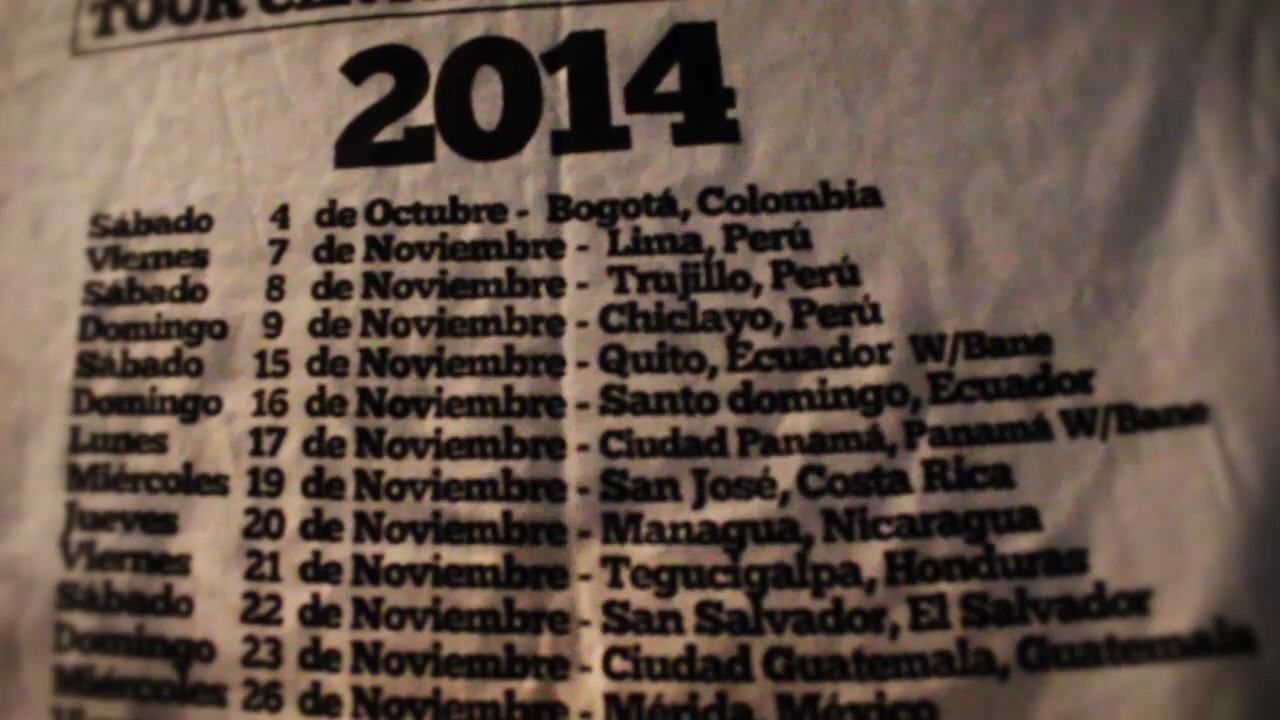 TOUR
2014
Sábado 4 de Octubre - Bogotá, Colombia
Viernes 7 de Noviembre - Lima, Perú
Sábado 8 de Noviembre - Trujillo, Perú
Domingo 9 de Noviembre - Chiclayo, Perú
Sábado 15 de Noviembre - Quito, Ecuador W/Bane
Domingo 16 de Noviembre - Santo domingo, Ecuador
Lunes 17 de Noviembre - Ciudad Panamá, Panamá W/Bane
Miércoles 19 de Noviembre - San José, Costa Rica
Jueves 20 de Noviembre - Managua, Nicaragua
Viernes 21 de Noviembre - Tegucigalpa, Honduras
Sábado 22 de Noviembre - San Salvador, El Salvador
Domingo 23 de Noviembre - Ciudad Guatemala, Guatemala
Miércoles 26 de Noviembre - Mérida, México